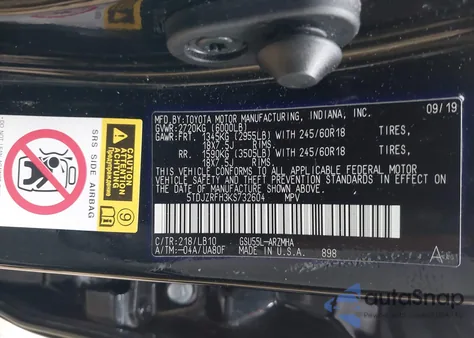 MFD. BY: TOYOTA MOTOR MANUFACTURING, INDIANA, INC. 09/19
GVWR: 2720KG (6000LB)
GAWR: FRT. 1345KG (2955LB) WITH 245/60R18 TIRES,
18X7.5J RIMS.
RR. 1590KG (3505LB) WITH 245/60R18 TIRES,
18X7.5J RIMS.
THIS VEHICLE CONFORMS TO ALL APPLICABLE FEDERAL MOTOR
VEHICLE SAFETY, BUMPER, AND THEFT PREVENTION
STANDARDS IN EFFECT ON THE DATE OF MANUFACTURE
SHOWN ABOVE.
5TDJZRFH3KS732604 MPV
C/TR: 218/LB10 GSU55L-ARZMHA
A/TM: -04A/UA80F MADE IN U.S.A. 898 A
CAUTION
ATTENTION
SRS SIDE AIRBAG
9
autoSnap